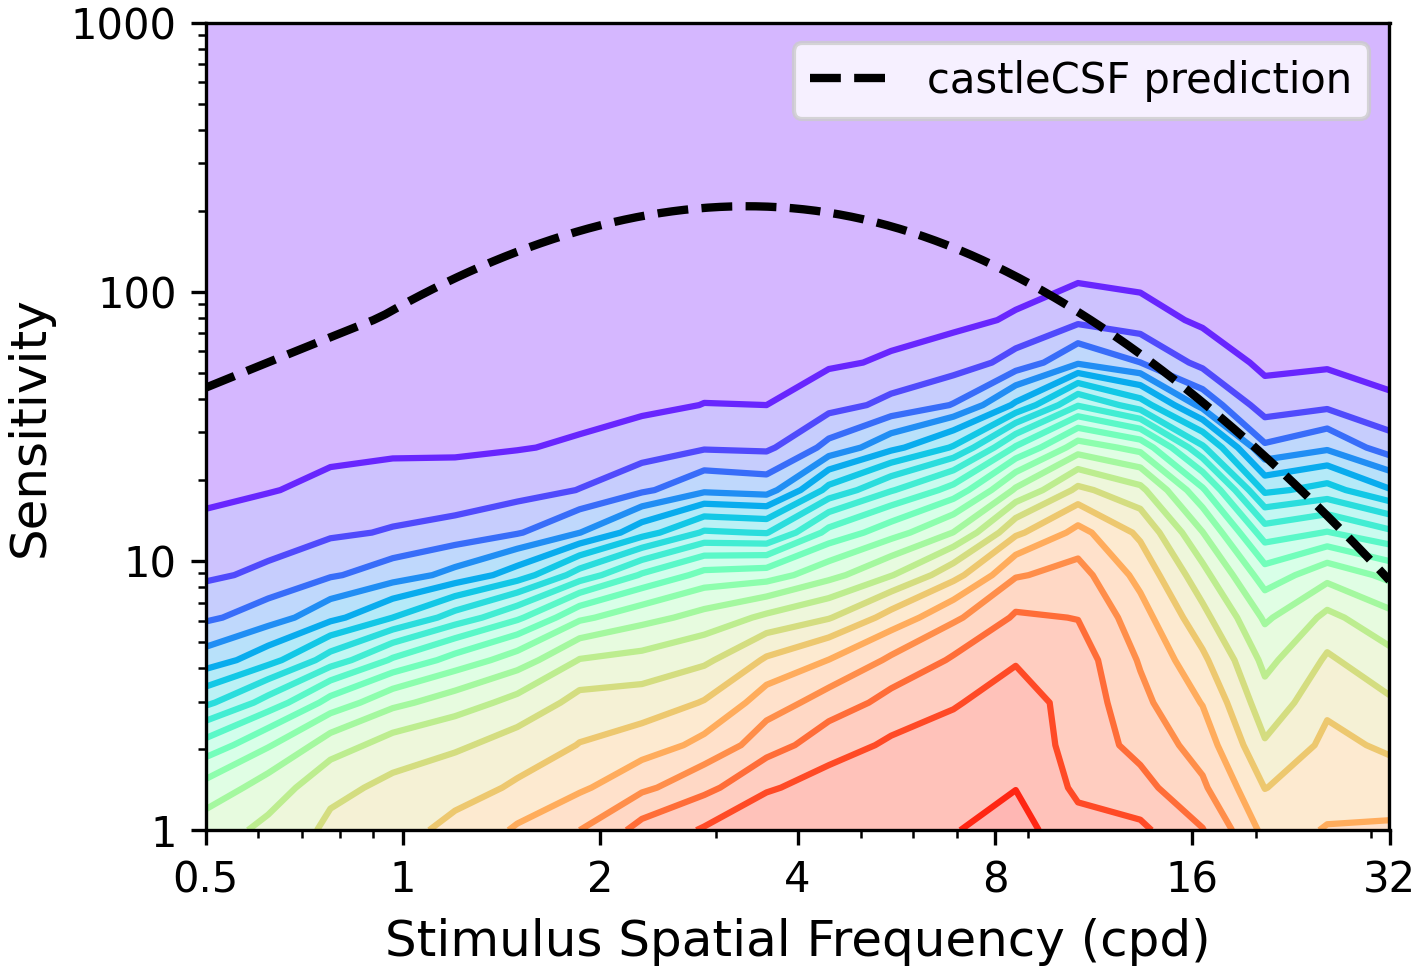 1000
100
10
1
Sensitivity
castleCSF prediction
0.5 1 2 4 8 16 32
Stimulus Spatial Frequency (cpd)